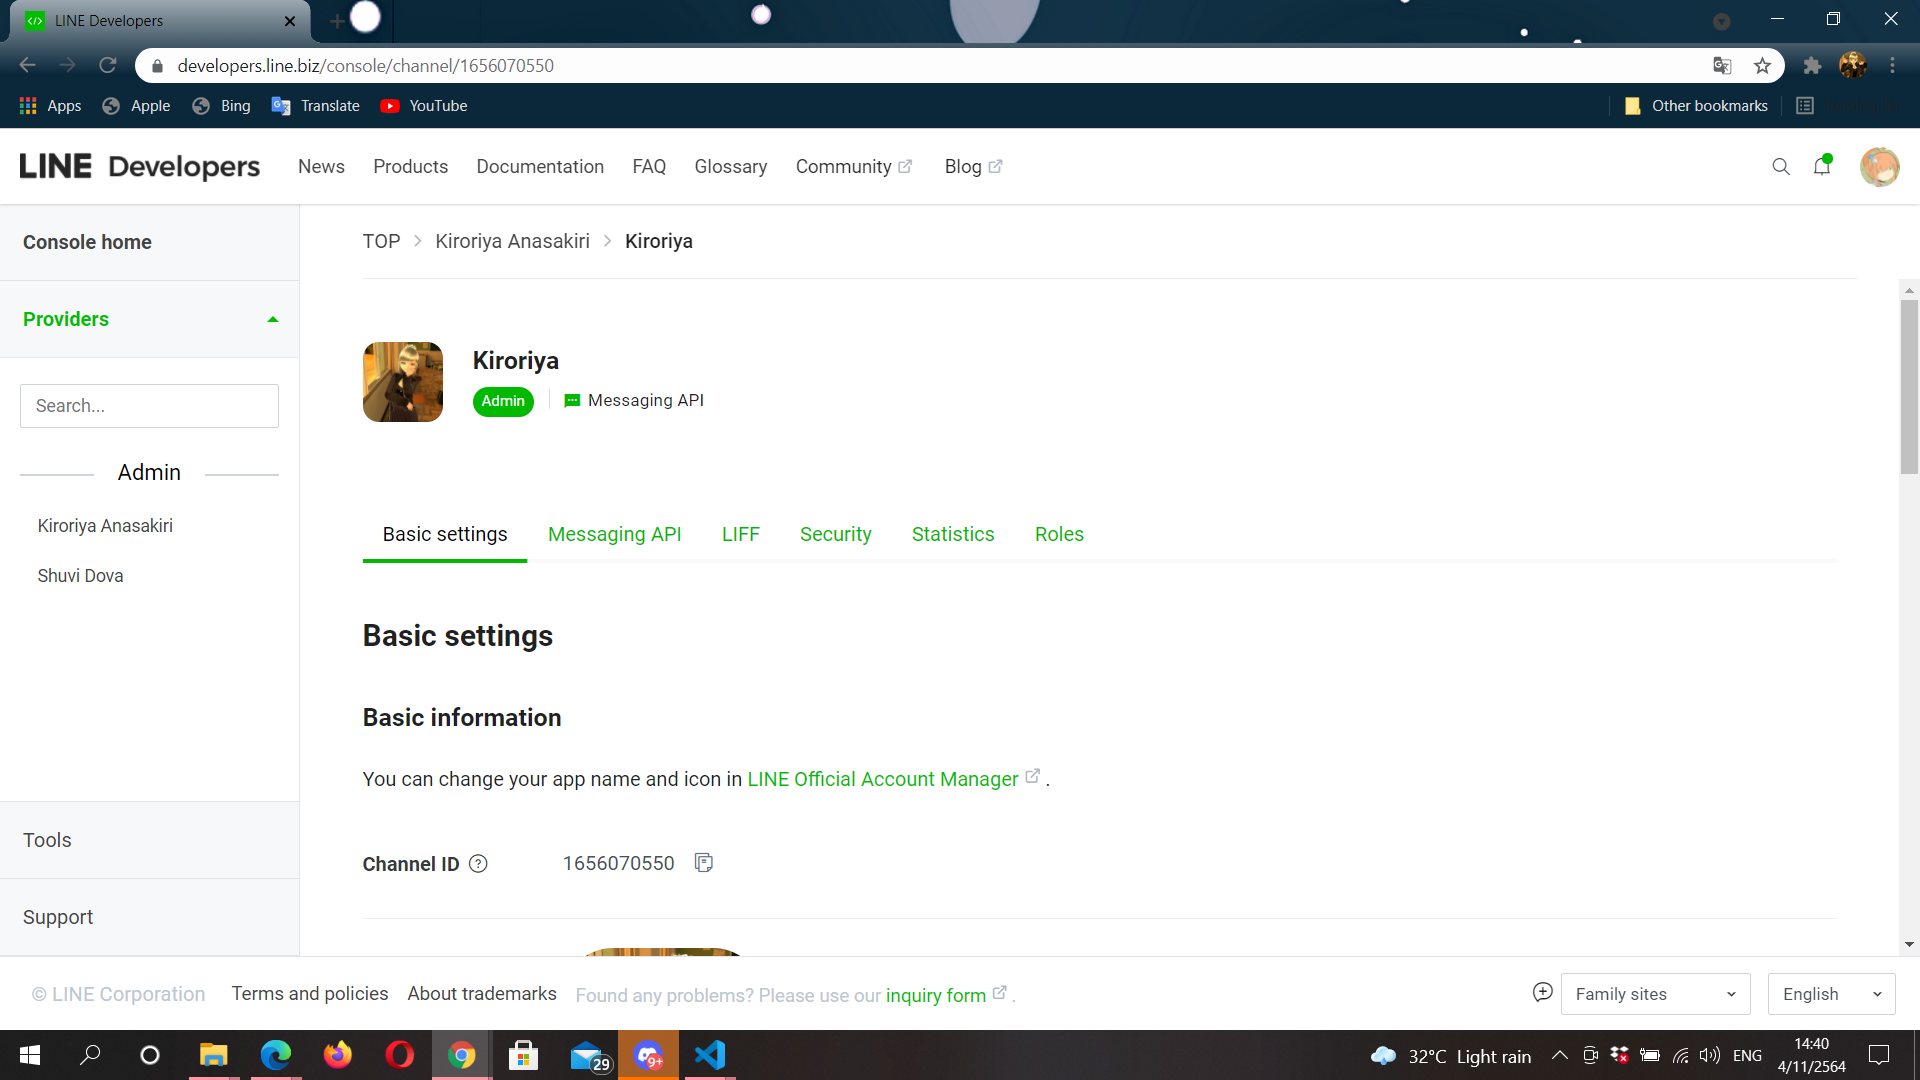 LINE Developers
developers.line.biz/console/channel/1656070550
Apps Apple Bing Translate YouTube Other bookmarks
LINE Developers News Products Documentation FAQ Glossary Community Blog
Console home
Providers
Search...
Admin
Kiroriya Anasakiri
Shuvi Dova
Tools
Support
TOP > Kiroriya Anasakiri > Kiroriya
Kiroriya
Admin Messaging API
Basic settings Messaging API LIFF Security Statistics Roles
Basic settings
Basic information
You can change your app name and icon in LINE Official Account Manager .
Channel ID ? 1656070550
© LINE Corporation Terms and policies About trademarks Found any problems? Please use our inquiry form . Family sites English
29 9+ 32°C Light rain ENG 14:40
4/11/2564